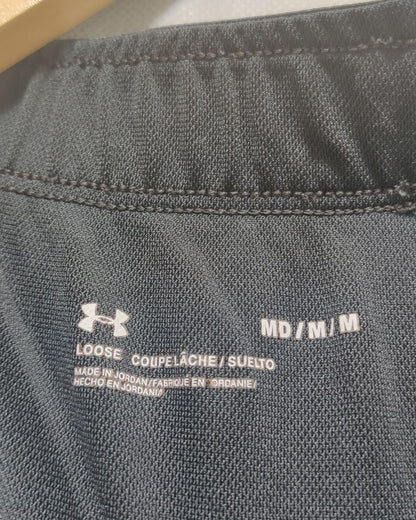 MD / M / M
LOOSE COUPE LÂCHE / SUELTO
MADE IN JORDAN/FABRIQUÉ EN JORDANIE/
HECHO EN JORDANIA